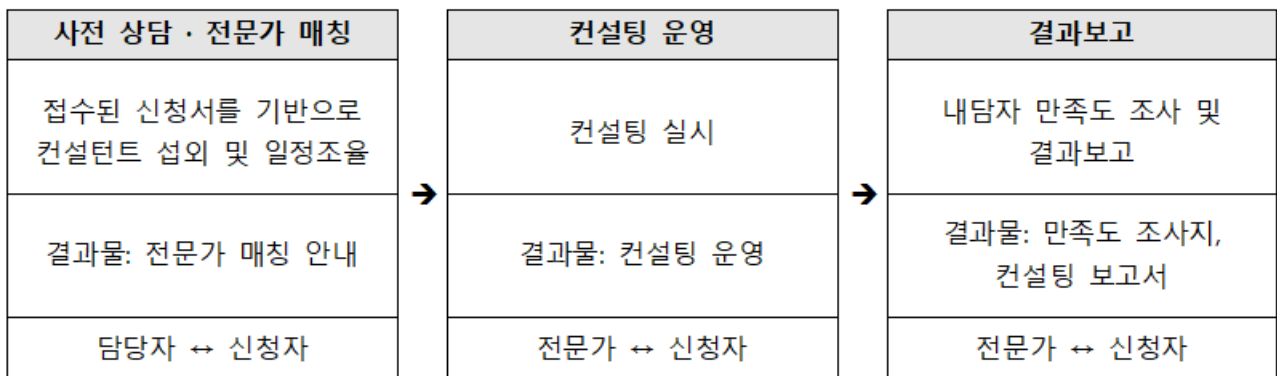 사전 상담 · 전문가 매칭
접수된 신청서를 기반으로
컨설턴트 섭외 및 일정조율
결과물: 전문가 매칭 안내
담당자 ↔ 신청자
➔
컨설팅 운영
컨설팅 실시
결과물: 컨설팅 운영
전문가 ↔ 신청자
➔
결과보고
내담자 만족도 조사 및
결과보고
결과물: 만족도 조사지,
컨설팅 보고서
전문가 ↔ 신청자